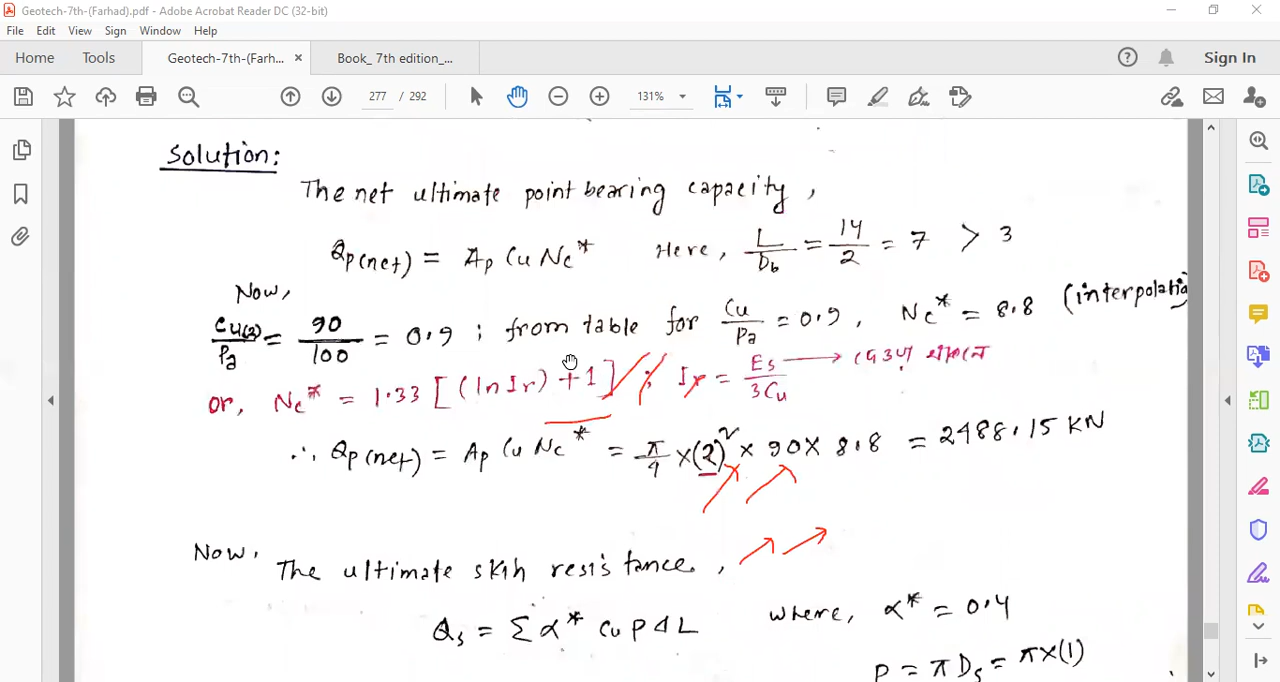 Geotech-7th-(Farhad).pdf - Adobe Acrobat Reader DC (32-bit)
File Edit View Sign Window Help
Home Tools Geotech-7th-(Farh... × Book_ 7th edition_... Sign In
277 / 292 131%
Solution:
The net ultimate point bearing capacity,
Qp(net) = Ap Cu Nc* Here, L/Db = 14/2 = 7 > 3
Now,
Cu(2)/Pa = 90/100 = 0.9 ; from table for Cu/Pa = 0.9, Nc* = 8.8 (interpolatio
or, Nc* = 1.33 [(ln Ir) + 1] ; Ir = Es/3Cu →
∴ Qp(net) = Ap Cu Nc* = π/4 × (2)² × 90 × 8.8 = 2488.15 KN
Now, The ultimate skin resistance,
Qs = Σ α* Cu P Δ L where, α* = 0.4
P = π Ds = π×(1)